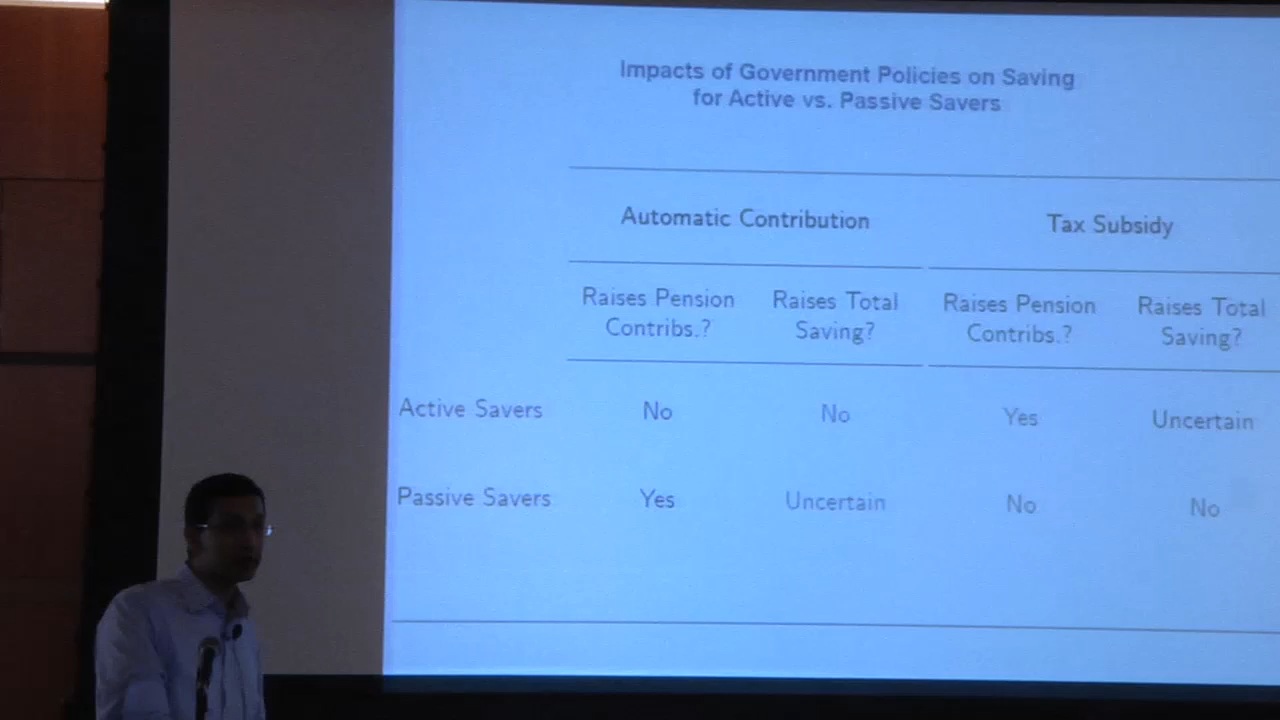 Impacts of Government Policies on Saving
for Active vs. Passive Savers
Automatic Contribution Tax Subsidy
Raises Pension Raises Total Raises Pension Raises Total
Contribs.? Saving? Contribs.? Saving?
Active Savers No No Yes Uncertain
Passive Savers Yes Uncertain No No